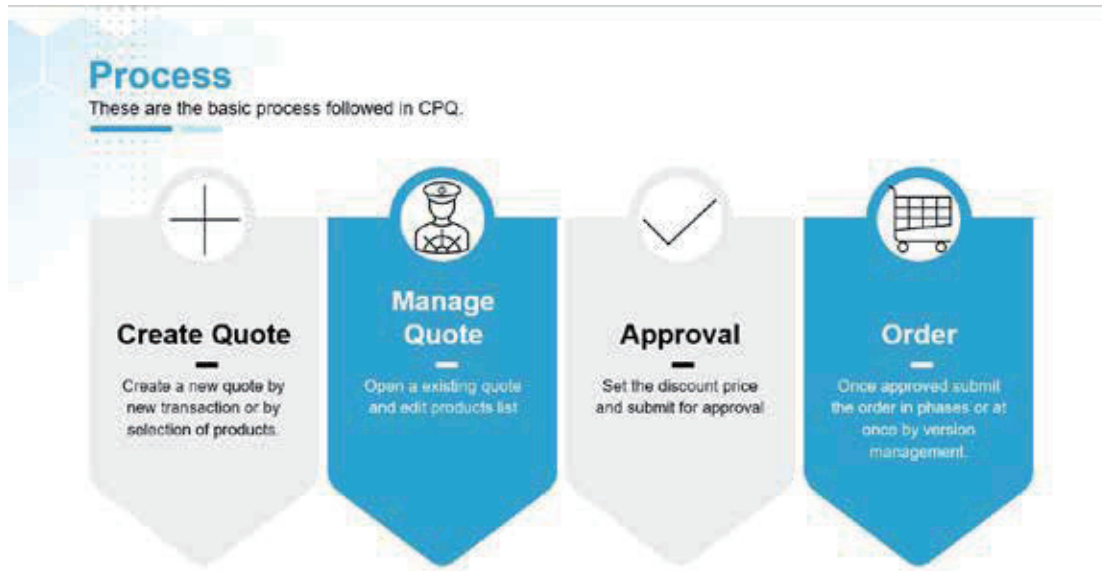 Process
These are the basic process followed in CPQ.
Create Quote
Create a new quote by
new transaction or by
selection of products.
Manage
Quote
Open a existing quote
and edit products list
Approval
Set the discount price
and submit for approval
Order
Once approved submit
the order in phases or at
once by version
management.